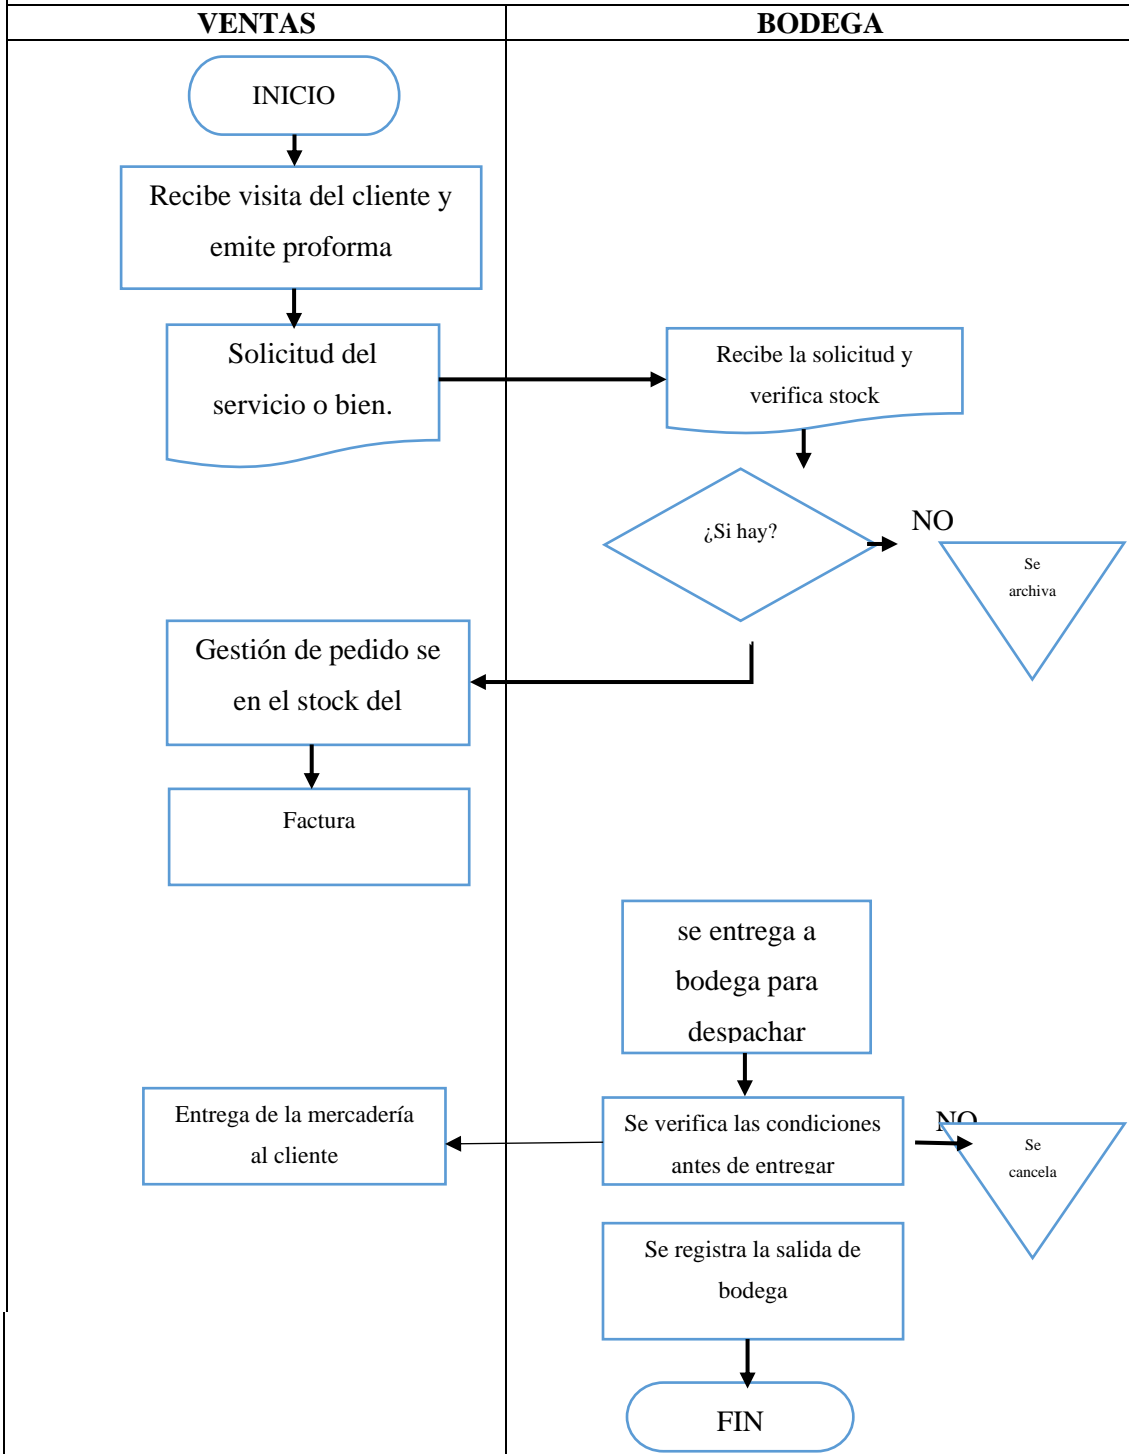 VENTAS
BODEGA
INICIO
Recibe visita del cliente y
emite proforma
Solicitud del
servicio o bien.
Recibe la solicitud y
verifica stock
¿Si hay?
NO
Se
archiva
Gestión de pedido se
en el stock del
Factura
se entrega a
bodega para
despachar
Entrega de la mercadería
al cliente
Se verifica las condiciones
antes de entregar
NO
Se
cancela
Se registra la salida de
bodega
FIN